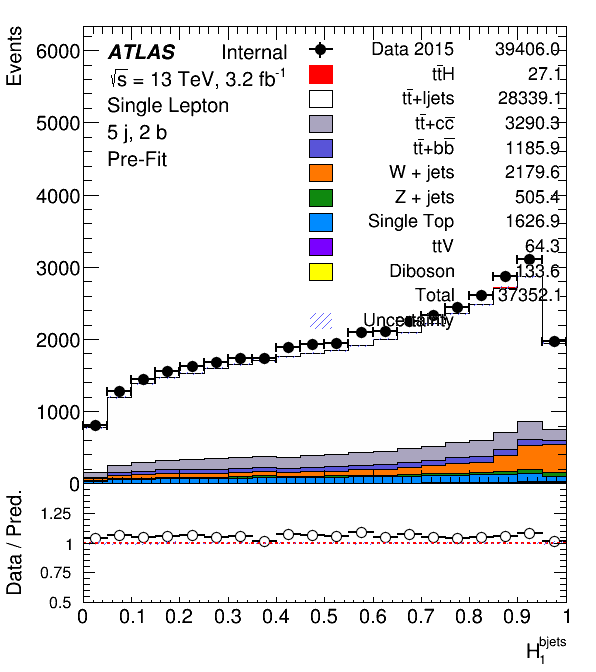 Events
6000
5000
4000
3000
2000
1000
0
ATLAS Internal
√s = 13 TeV, 3.2 fb⁻¹
Single Lepton
5 j, 2 b
Pre-Fit
Data 2015 39406.0
tt̅H 27.1
tt̅+ljets 28339.1
tt̅+cc̅ 3290.3
tt̅+bb̅ 1185.9
W + jets 2179.6
Z + jets 505.4
Single Top 1626.9
ttV 64.3
Diboson 133.6
Total 37352.1
Uncertainty
Data / Pred.
1.25
1
0.75
0.5
0 0.1 0.2 0.3 0.4 0.5 0.6 0.7 0.8 0.9 1
H₁ᵇʲᵉᵗˢ